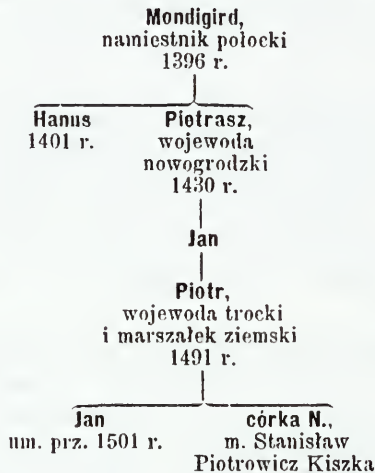 Mondigird,
namiestnik połocki
1396 r.
Hanus
1401 r.
Piotrasz,
wojewoda
nowogrodzki
1430 r.
Jan
Piotr,
wojewoda trocki
i marszałek ziemski
1491 r.
Jan
um. prz. 1501 r.
córka N.,
m. Stanisław
Piotrowicz Kiszka